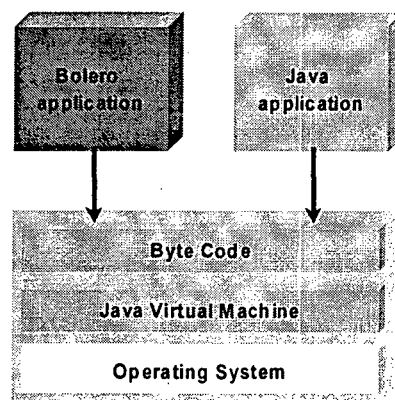 Bolero
application
Java
application
Byte Code
Java Virtual Machine
Operating System